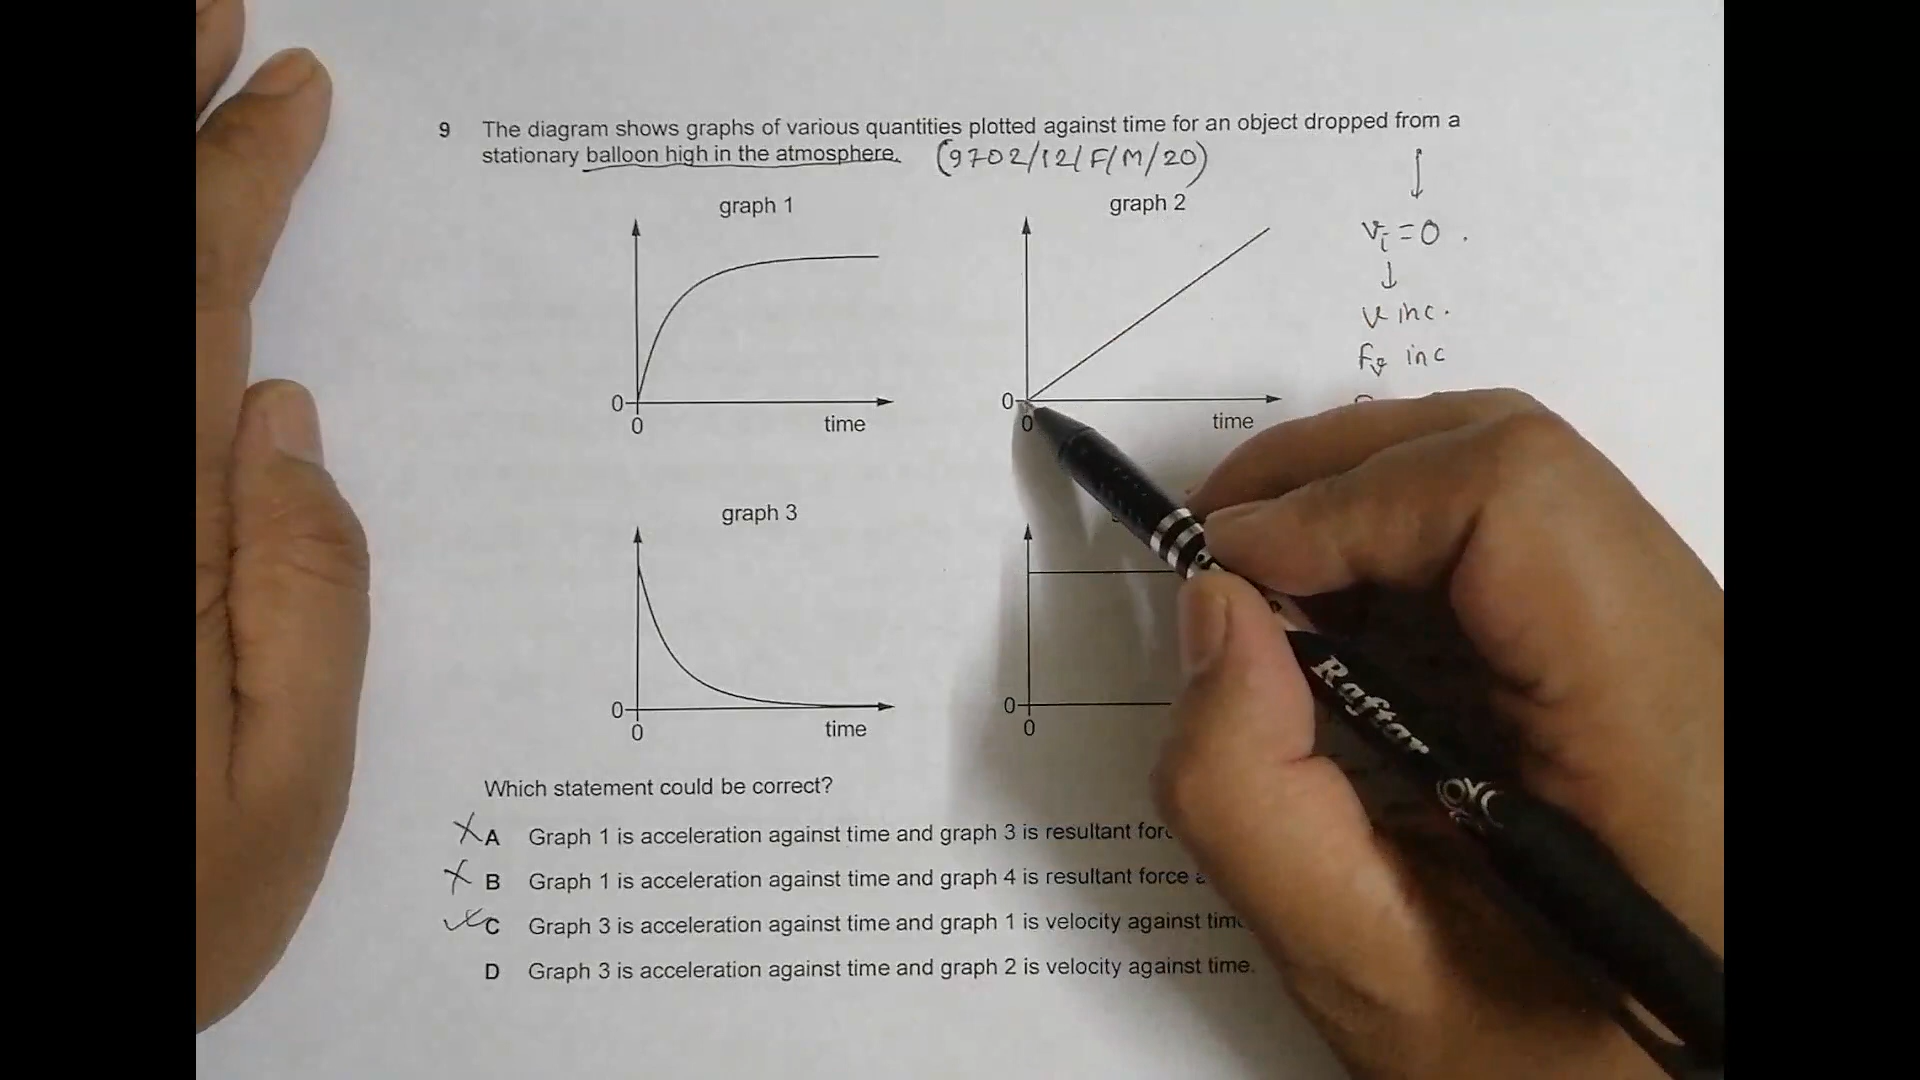 9 The diagram shows graphs of various quantities plotted against time for an object dropped from a
stationary balloon high in the atmosphere. (9702/12/F/M/20)
graph 1
graph 2
vi = 0 .
v inc.
Fv inc
0
0
time
0
0
time
graph 3
0
0
time
0
0
Which statement could be correct?
A Graph 1 is acceleration against time and graph 3 is resultant
B Graph 1 is acceleration against time and graph 4 is resultant force
C Graph 3 is acceleration against time and graph 1 is velocity against
D Graph 3 is acceleration against time and graph 2 is velocity against time.
Raftar